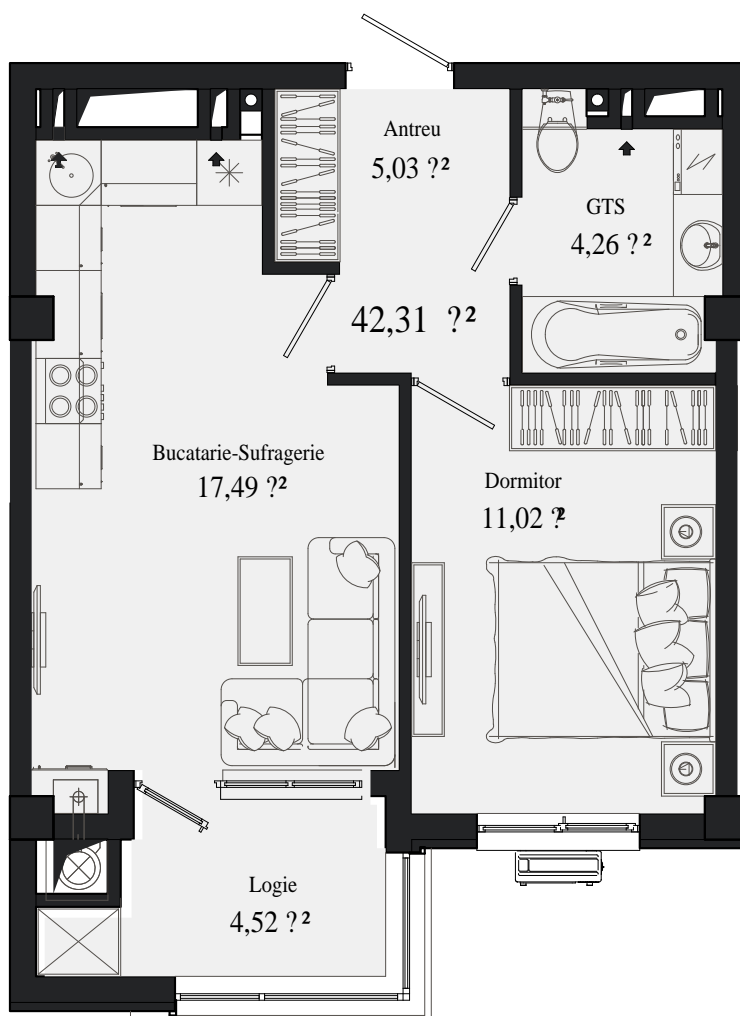 Antreu
5,03 ?²
GTS
4,26 ?²
42,31 ?²
Bucatarie-Sufragerie
17,49 ?²
Dormitor
11,02 ?²
Logie
4,52 ?²